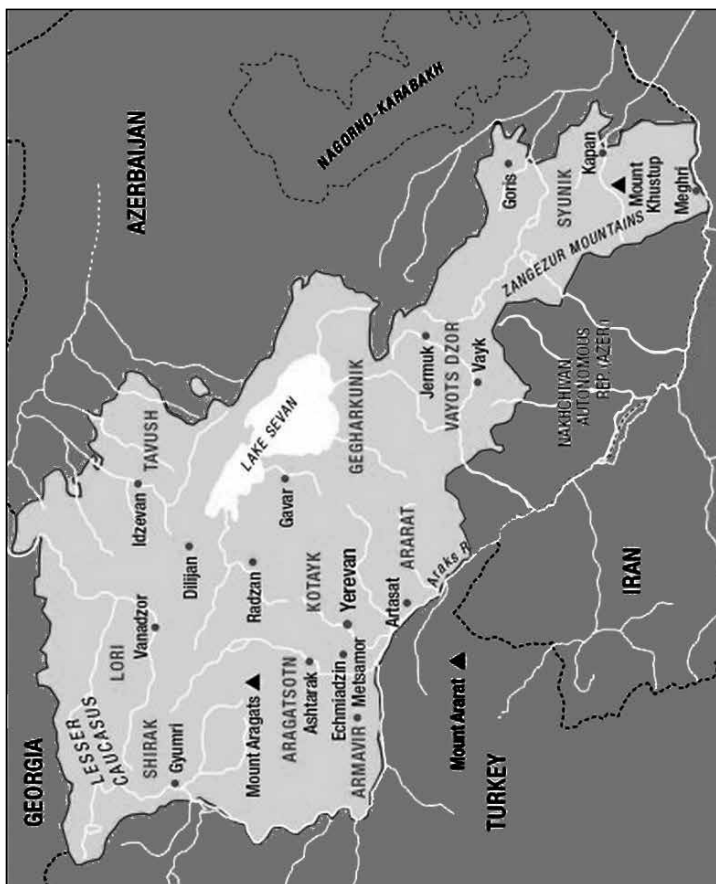 GEORGIA
AZERBAIJAN
LESSER
CAUCASUS
LORI
Vanadzor
SHIRAK
Gyumri
Dilijan
Idzevan
TAVUSH
NAGORNO-KARABAKH
LAKE SEVAN
Radzan
Gavar
Mount Aragats
GEGHARKUNIK
KOTAYK
ARAGATSOTN
Ashtarak
Yerevan
Echmiadzin
Metsamor
ARMAVIR
Artasat
ARARAT
Araks R.
Jermuk
VAYOTS DZOR
Vayk
Goris
SYUNIK
Kapan
Mount
Khustup
ZANGEZUR MOUNTAINS
Meghri
NAKHCHIVAN
AUTONOMOUS
REP. (AZER.)
Mount Ararat
TURKEY
IRAN